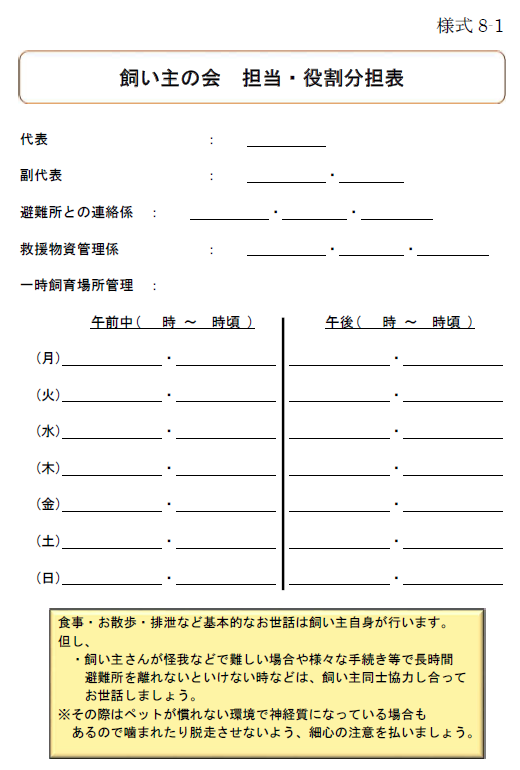 様式 8-1
飼い主の会　担当・役割分担表
代表　：
副代表　：　・
避難所との連絡係　：　・　・
救援物資管理係　：　・　・
一時飼育場所管理　：
午前中（　時　～　時頃　）　午後（　時　～　時頃　）
（月）　・　・
（火）　・　・
（水）　・　・
（木）　・　・
（金）　・　・
（土）　・　・
（日）　・　・
食事・お散歩・排泄など基本的なお世話は飼い主自身が行います。
但し、
・飼い主さんが怪我などで難しい場合や様々な手続き等で長時間
避難所を離れないといけない時などは、飼い主同士協力し合って
お世話しましょう。
※その際はペットが慣れない環境で神経質になっている場合も
あるので噛まれたり脱走させないよう、細心の注意を払いましょう。